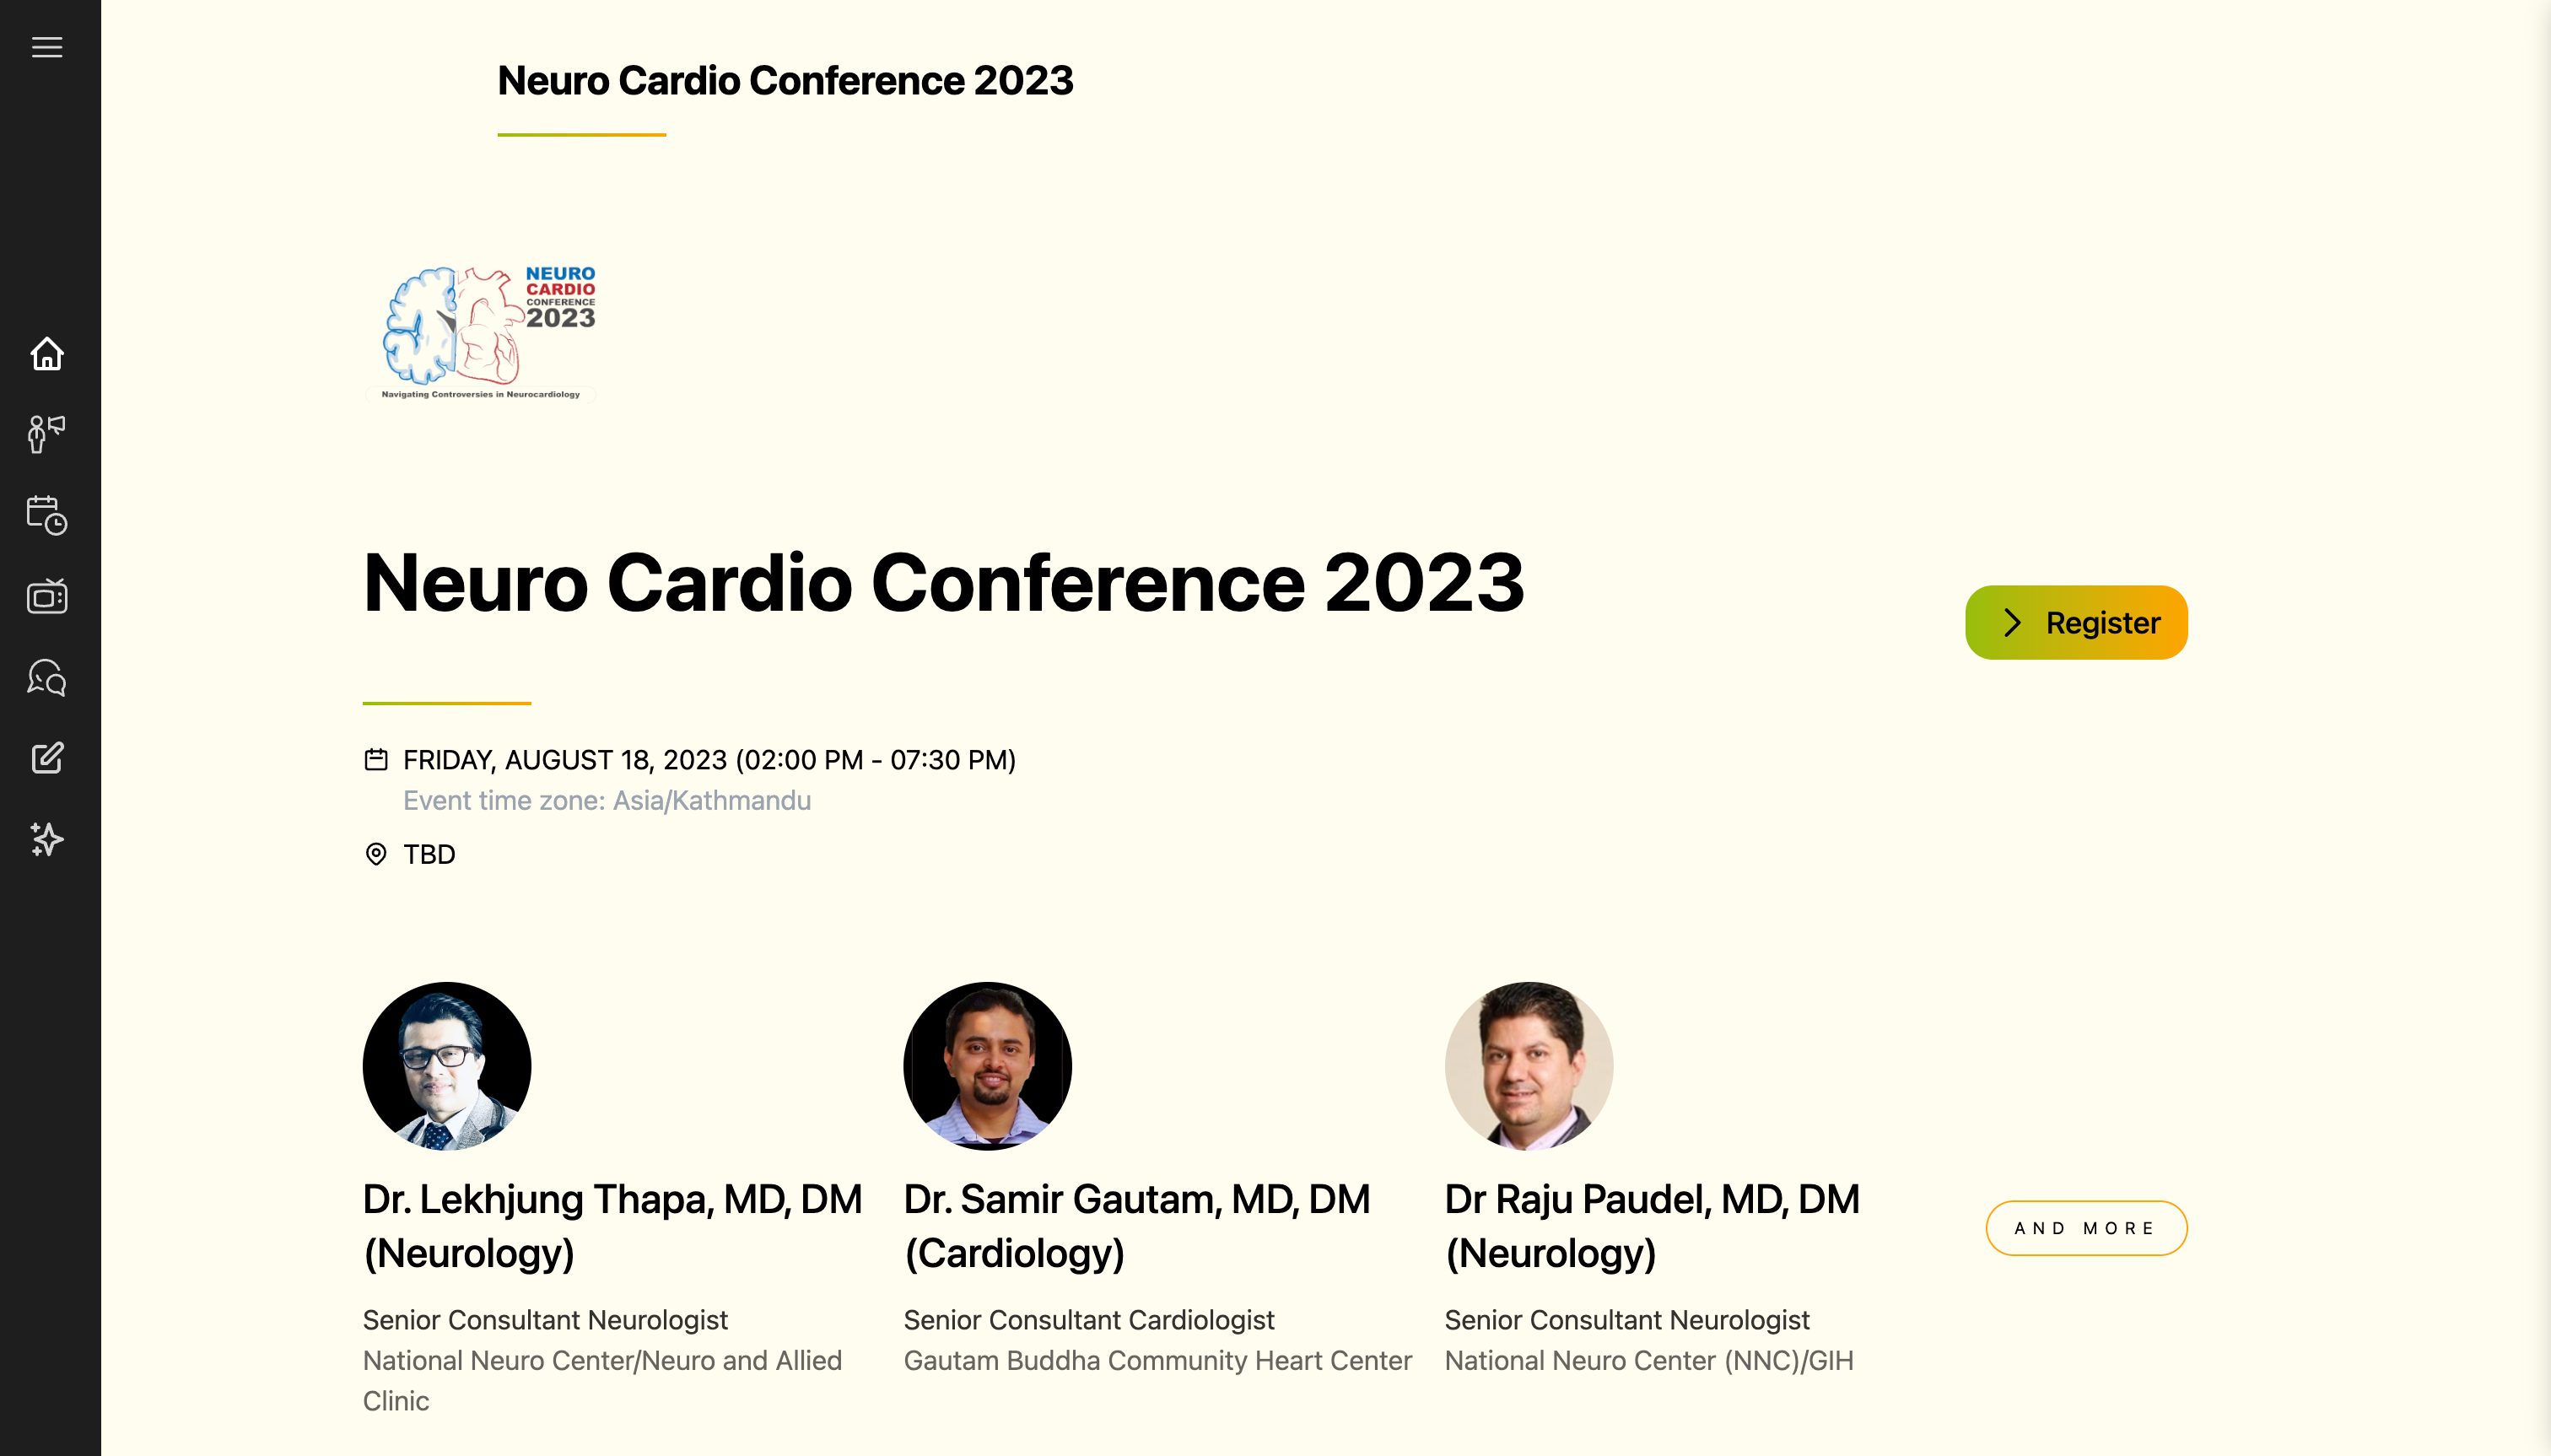 Neuro Cardio Conference 2023
NEURO
CARDIO
CONFERENCE
2023
Navigating Controversies in Neurocardiology
Neuro Cardio Conference 2023
Register
FRIDAY, AUGUST 18, 2023 (02:00 PM - 07:30 PM)
Event time zone: Asia/Kathmandu
TBD
Dr. Lekhjung Thapa, MD, DM
(Neurology)
Senior Consultant Neurologist
National Neuro Center/Neuro and Allied
Clinic
Dr. Samir Gautam, MD, DM
(Cardiology)
Senior Consultant Cardiologist
Gautam Buddha Community Heart Center
Dr Raju Paudel, MD, DM
(Neurology)
Senior Consultant Neurologist
National Neuro Center (NNC)/GIH
AND MORE